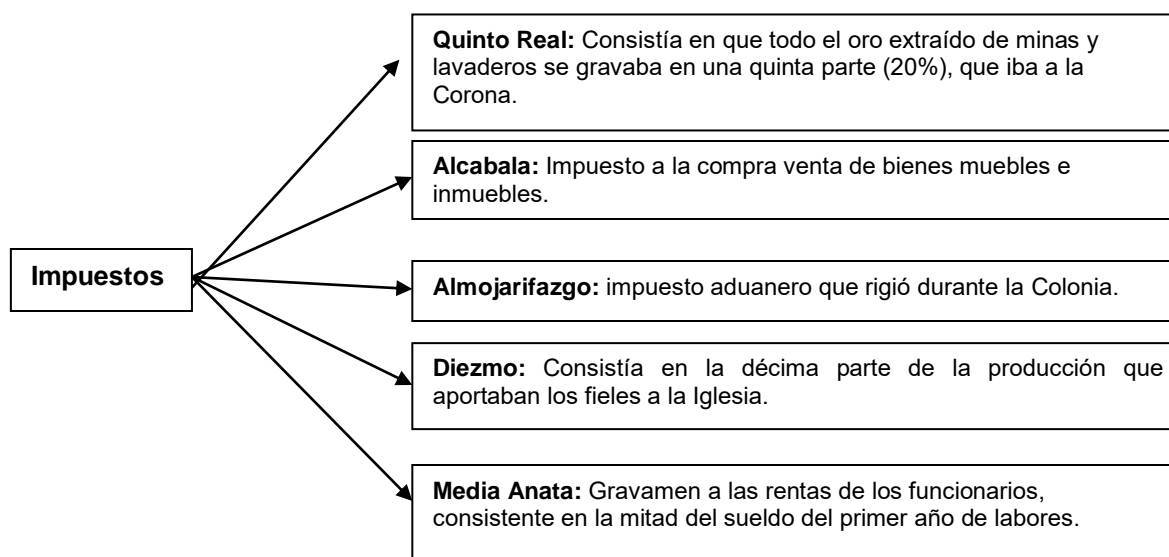 Quinto Real: Consistía en que todo el oro extraído de minas y
lavaderos se gravaba en una quinta parte (20%), que iba a la
Corona.
Alcabala: Impuesto a la compra venta de bienes muebles e
inmuebles.
Impuestos
Almojarifazgo: impuesto aduanero que rigió durante la Colonia.
Diezmo: Consistía en la décima parte de la producción que
aportaban los fieles a la Iglesia.
Media Anata: Gravamen a las rentas de los funcionarios,
consistente en la mitad del sueldo del primer año de labores.